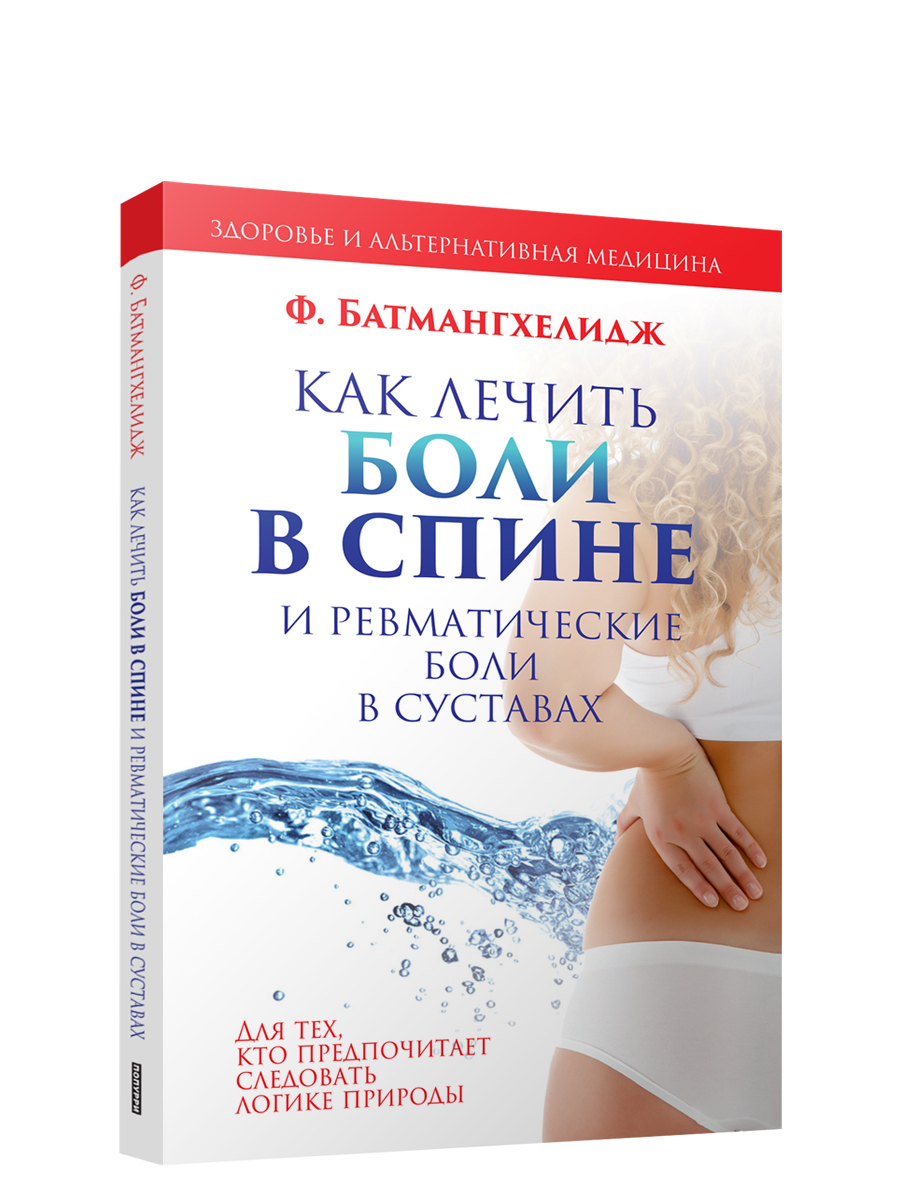 ЗДОРОВЬЕ И АЛЬТЕРНАТИВНАЯ МЕДИЦИНА
Ф. БАТМАНГХЕЛИДЖ
КАК ЛЕЧИТЬ
БОЛИ
В СПИНЕ
И РЕВМАТИЧЕСКИЕ
БОЛИ
В СУСТАВАХ
ДЛЯ ТЕХ,
КТО ПРЕДПОЧИТАЕТ
СЛЕДОВАТЬ
ЛОГИКЕ ПРИРОДЫ
Ф. БАТМАНГХЕЛИДЖ КАК ЛЕЧИТЬ БОЛИ В СПИНЕ И РЕВМАТИЧЕСКИЕ БОЛИ В СУСТАВАХ ПОПУРРИ